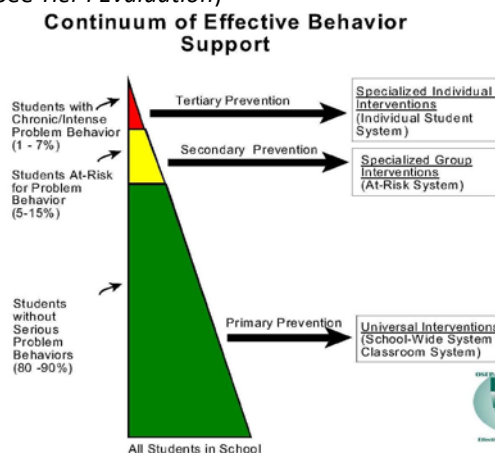 See Tier I Evaluation)
Continuum of Effective Behavior
Support
Students with
Chronic/Intense
Problem Behavior
(1 - 7%)
Tertiary Prevention
Specialized Individual
Interventions
(Individual Student
System)
Students At-Risk
for Problem
Behavior
(5-15%)
Secondary Prevention
Specialized Group
Interventions
(At-Risk System)
Students
without
Serious
Problem
Behaviors
(80 -90%)
Primary Prevention
Universal Interventions
(School-Wide System
Classroom System)
All Students in School